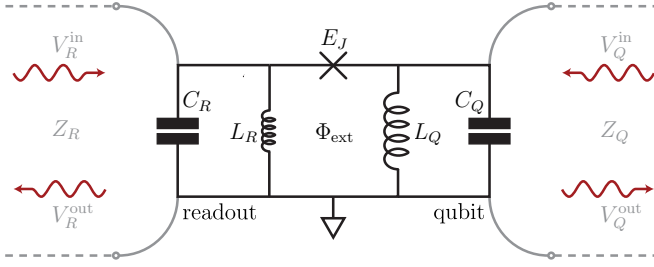 V_R^in
E_J
V_Q^in
C_R
C_Q
Z_R
L_R
Φ_ext
L_Q
Z_Q
V_R^out
readout
qubit
V_Q^out